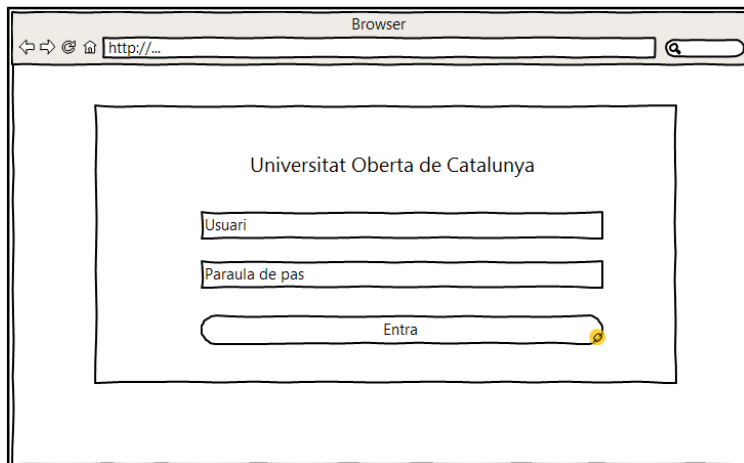 Browser
http://...
Universitat Oberta de Catalunya
Usuari
Paraula de pas
Entra